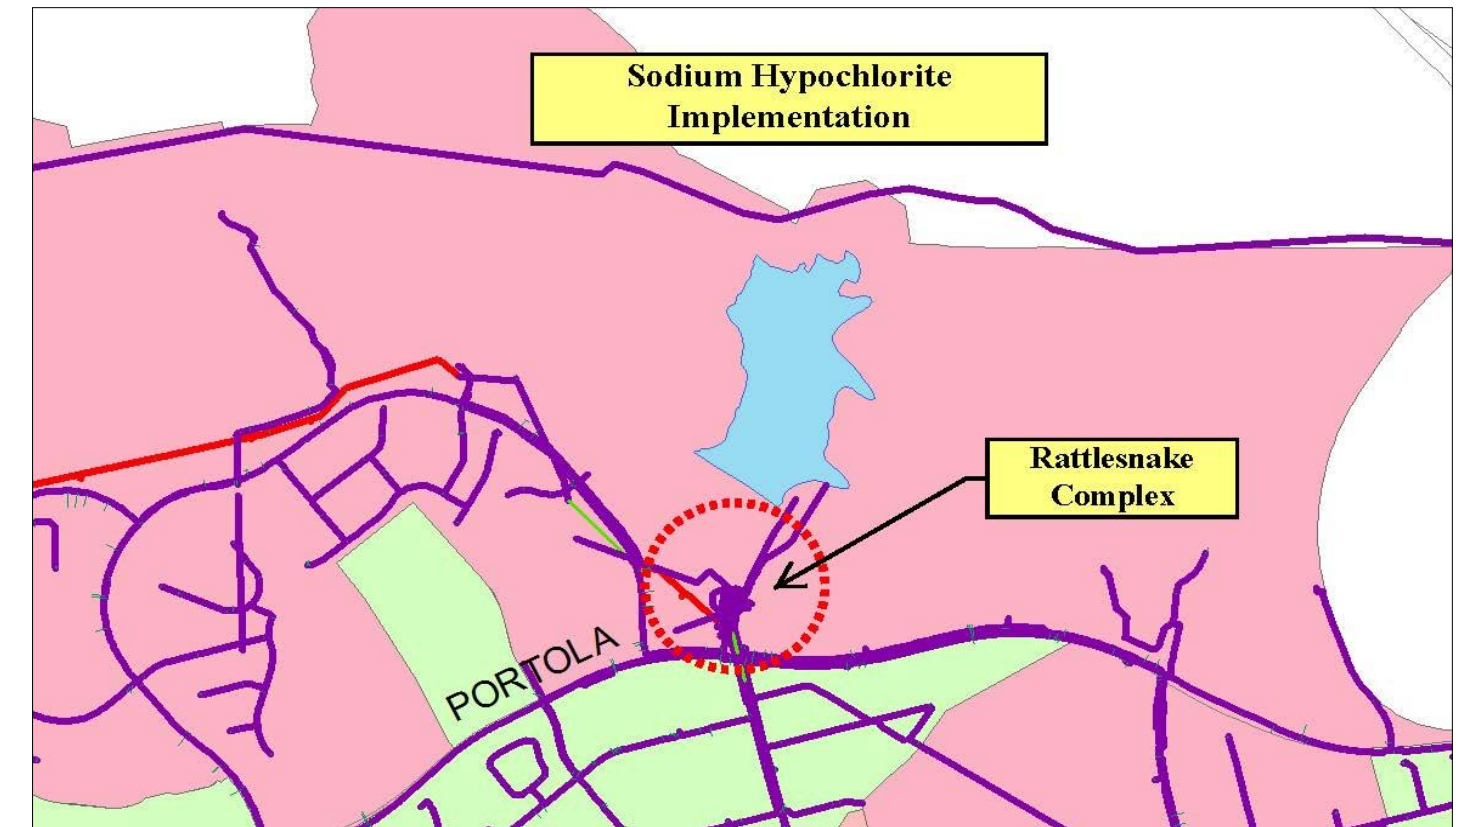 Sodium Hypochlorite
Implementation
Rattlesnake
Complex
PORTOLA